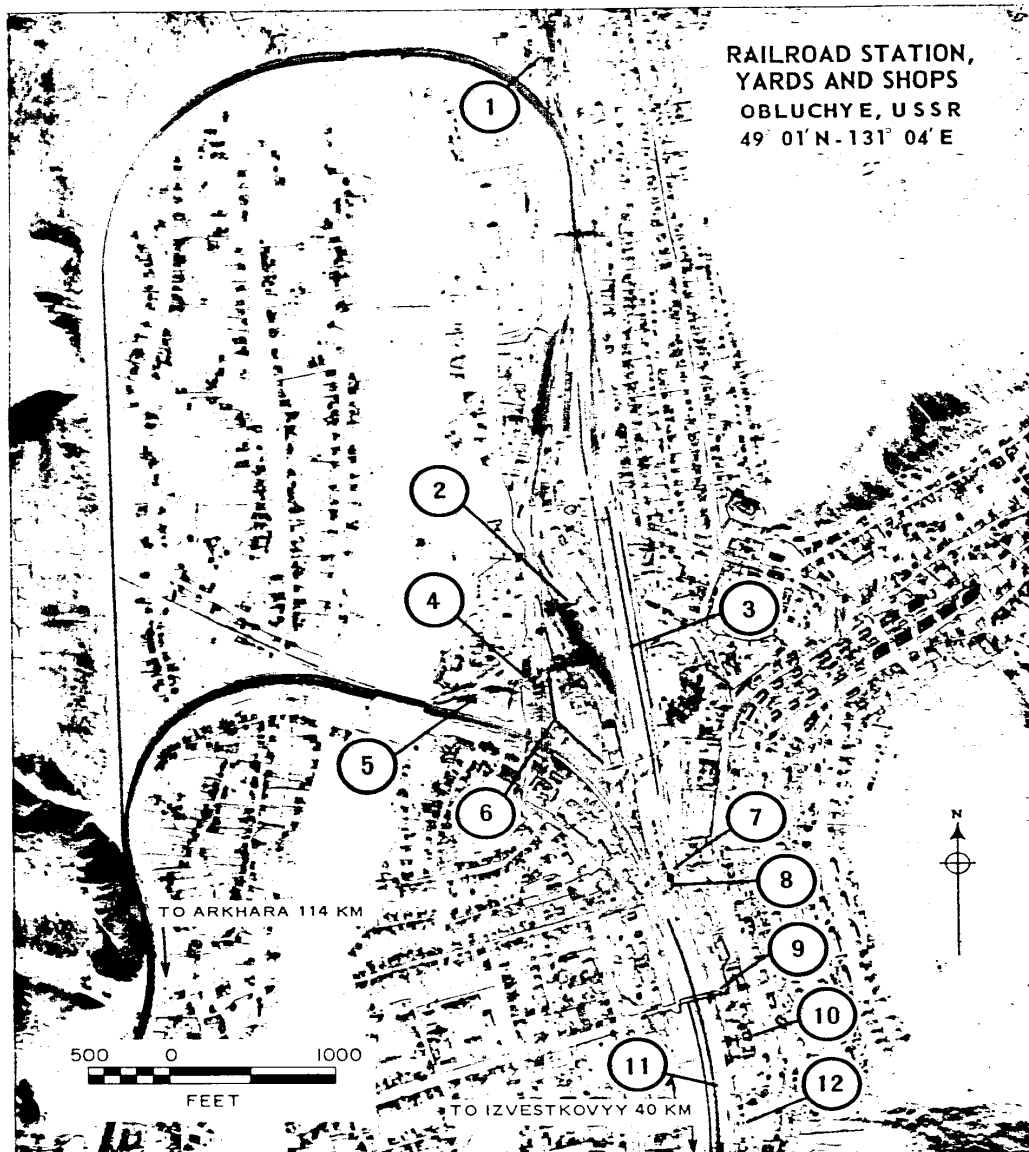 RAILROAD STATION,
YARDS AND SHOPS
OBLUCHYE, USSR
49° 01' N - 131° 04' E
1
2
3
4
5
6
7
8
N
TO ARKHARA 114 KM
9
10
11
12
500 0 1000
FEET
TO IZVESTKOVYY 40 KM